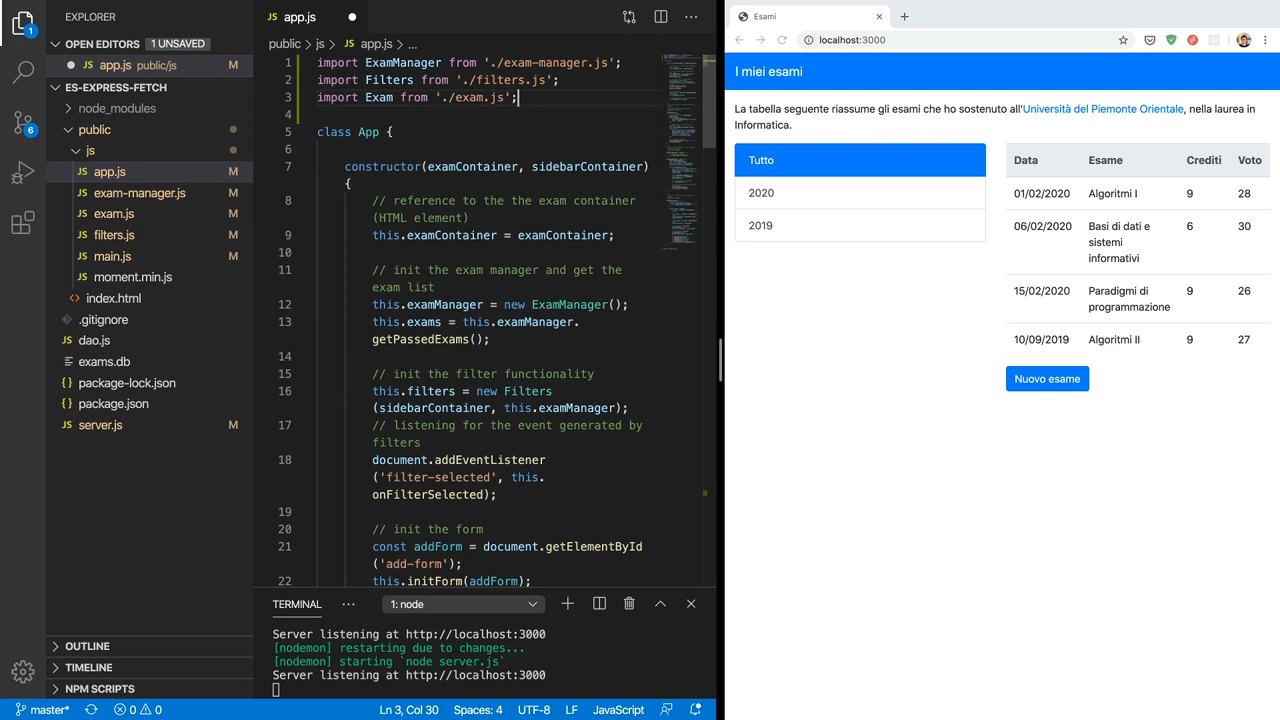 EXPLORER
OPEN EDITORS 1 UNSAVED
app.js public/js M
ES-EXPRESS-FETCH
node_modules
public
js
app.js M
exam-manager.js M
exam.js M
filters.js M
main.js M
moment.min.js
<> index.html
.gitignore
JS dao.js
exams.db
{} package-lock.json
{} package.json
JS server.js M
OUTLINE
TIMELINE
NPM SCRIPTS
1
6
JS app.js
public > js > JS app.js > ...
1 import ExamManager from './exam-manager.js';
2 import Filters from './filters.js';
3 import Exam from './exam.js';
4
5 class App {
6
7 constructor(examContainer, sidebarContainer)
{
8 // reference to the the exam container
(HTML element)
9 this.examContainer = examContainer;
10
11 // init the exam manager and get the
exam list
12 this.examManager = new ExamManager();
13 this.exams = this.examManager.
getPassedExams();
14
15 // init the filter functionality
16 this.filters = new Filters
(sidebarContainer, this.examManager);
17 // listening for the event generated by
filters
18 document.addEventListener
('filter-selected', this.
onFilterSelected);
19
20 // init the form
21 const addForm = document.getElementById
('add-form');
22 this.initForm(addForm);
TERMINAL ... 1: node
Server listening at http://localhost:3000
[nodemon] restarting due to changes...
[nodemon] starting `node server.js`
Server listening at http://localhost:3000
master* 0 0 Ln 3, Col 30 Spaces: 4 UTF-8 LF JavaScript
Esami
localhost:3000
I miei esami
La tabella seguente riassume gli esami che ho sostenuto all'Università del Piemonte Orientale, nella laurea in
Informatica.
Tutto
2020
2019
Data Esame Crediti Voto
01/02/2020 Algoritmi I 9 28
06/02/2020 Basi di dati e sistemi informativi 6 30
15/02/2020 Paradigmi di programmazione 9 26
10/09/2019 Algoritmi II 9 27
Nuovo esame